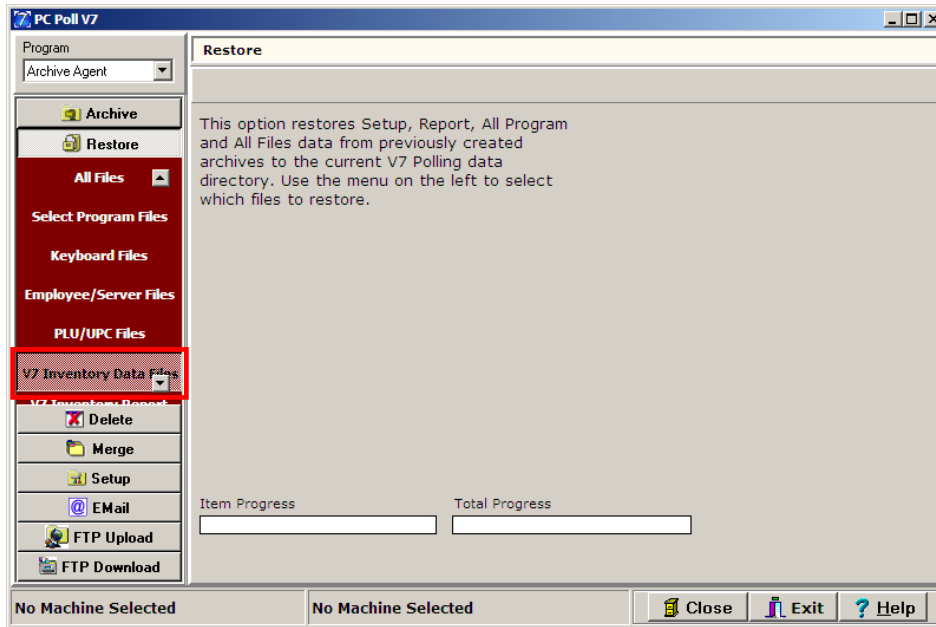 PC Poll V7
Program
Archive Agent
Restore
Archive
Restore
All Files
Select Program Files
Keyboard Files
Employee/Server Files
PLU/UPC Files
V7 Inventory Data Files
V7 Inventory Report
Delete
Merge
Setup
EMail
FTP Upload
FTP Download
This option restores Setup, Report, All Program
and All Files data from previously created
archives to the current V7 Polling data
directory. Use the menu on the left to select
which files to restore.
Item Progress
Total Progress
No Machine Selected
No Machine Selected
Close
Exit
? Help